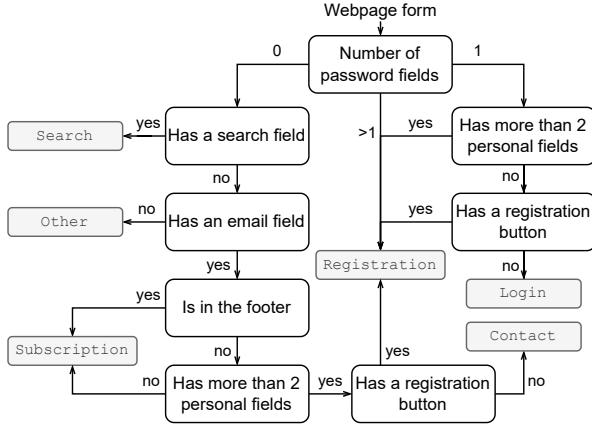 Webpage form
0
Number of
password fields
1
Search
yes
Has a search field
>1
yes
Has more than 2
personal fields
no
no
Other
no
Has an email field
yes
Has a registration
button
yes
Registration
no
Login
yes
Is in the footer
Subscription
no
yes
Contact
no
Has more than 2
personal fields
yes
Has a registration
button
no